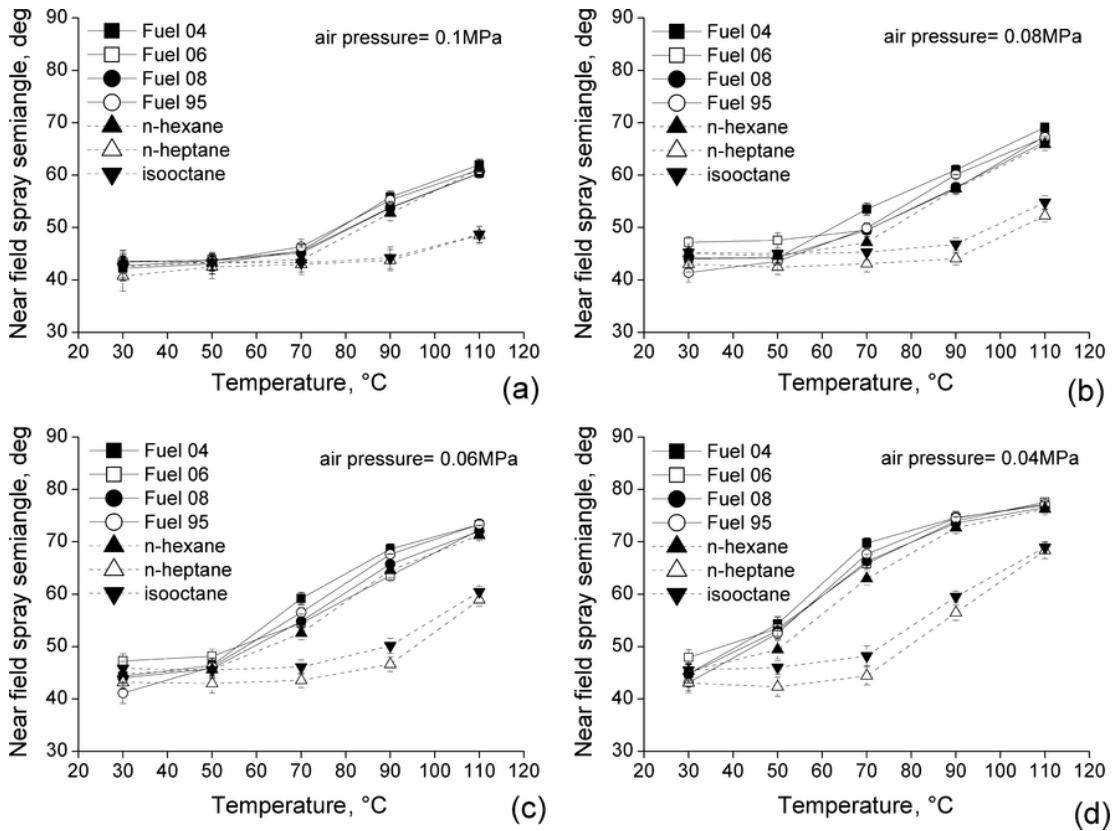 Near field spray semiangle, deg
90
80
70
60
50
40
30
Fuel 04
Fuel 06
Fuel 08
Fuel 95
n-hexane
n-heptane
isooctane
air pressure= 0.1MPa
20 30 40 50 60 70 80 90 100 110 120
Temperature, °C
(a)
Near field spray semiangle, deg
90
80
70
60
50
40
30
Fuel 04
Fuel 06
Fuel 08
Fuel 95
n-hexane
n-heptane
isooctane
air pressure= 0.08MPa
20 30 40 50 60 70 80 90 100 110 120
Temperature, °C
(b)
Near field spray semiangle, deg
90
80
70
60
50
40
30
Fuel 04
Fuel 06
Fuel 08
Fuel 95
n-hexane
n-heptane
isooctane
air pressure= 0.06MPa
20 30 40 50 60 70 80 90 100 110 120
Temperature, °C
(c)
Near field spray semiangle, deg
90
80
70
60
50
40
30
Fuel 04
Fuel 06
Fuel 08
Fuel 95
n-hexane
n-heptane
isooctane
air pressure= 0.04MPa
20 30 40 50 60 70 80 90 100 110 120
Temperature, °C
(d)